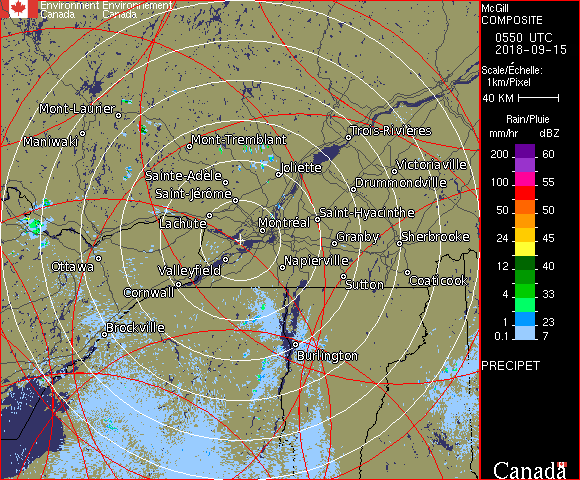 Environment Environnement
Canada Canada
McGill
COMPOSITE
0550 UTC
2018-09-15
Scale/Échelle:
1km/Pixel
40 KM
Rain/Pluie
mm/hr dBZ
200 60
100 55
50 50
24 45
12 40
4 33
1 23
0.1 7
PRECIPET
Mont-Laurier
Maniwaki
Mont-Tremblant
Trois-Rivières
Joliette
Victoriaville
Sainte-Adèle
Drummondville
Saint-Jérôme
Saint-Hyacinthe
Lachute
Montréal
Granby
Sherbrooke
Ottawa
Valleyfield
Napierville
Sutton
Coaticook
Cornwall
Brockville
Burlington
Canada